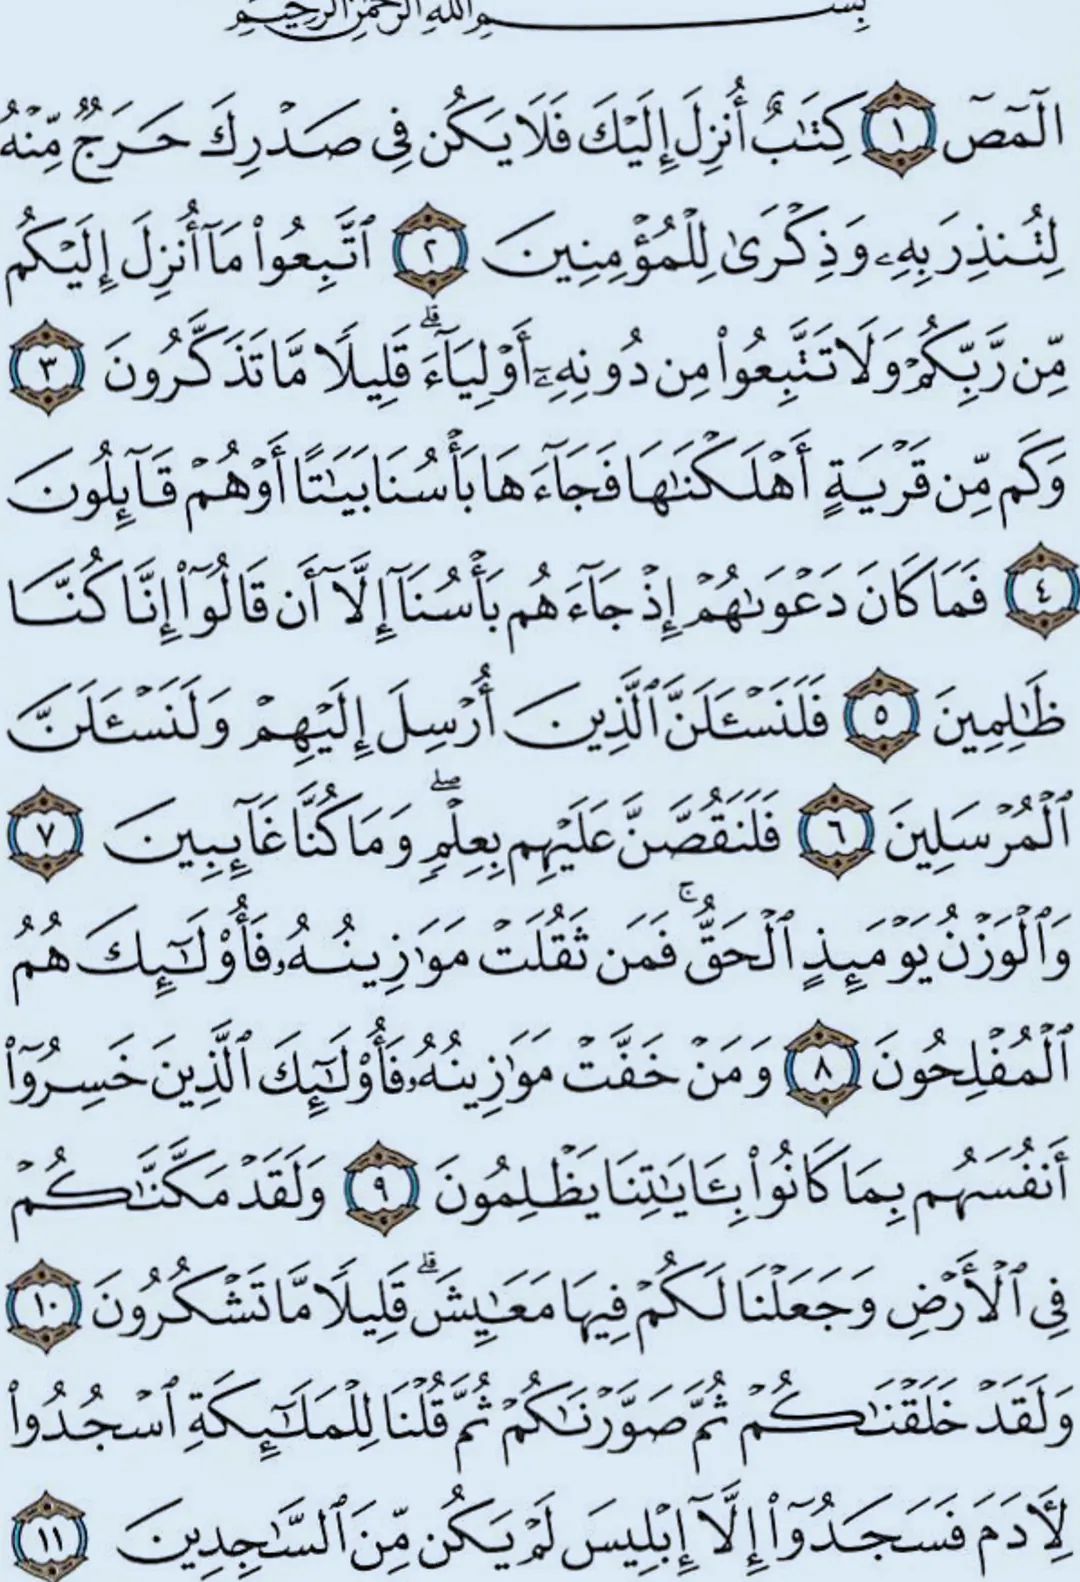 بِسْمِ ٱللَّهِ ٱلرَّحْمَٰنِ ٱلرَّحِيمِ
الٓمٓصٓ ١ كِتَٰبٌ أُنزِلَ إِلَيْكَ فَلَا يَكُن فِى صَدْرِكَ حَرَجٌ مِّنْهُ
لِتُنذِرَ بِهِۦ وَذِكْرَىٰ لِلْمُؤْمِنِينَ ٢ ٱتَّبِعُوا۟ مَآ أُنزِلَ إِلَيْكُم
مِّن رَّبِّكُمْ وَلَا تَتَّبِعُوا۟ مِن دُونِهِۦٓ أَوْلِيَآءَ ۗ قَلِيلًا مَّا تَذَكَّرُونَ ٣
وَكَم مِّن قَرْيَةٍ أَهْلَكْنَٰهَا فَجَآءَهَا بَأْسُنَا بَيَٰتًا أَوْ هُمْ قَآئِلُونَ
٤ فَمَا كَانَ دَعْوَىٰهُمْ إِذْ جَآءَهُم بَأْسُنَآ إِلَّآ أَن قَالُوٓا۟ إِنَّا كُنَّا
ظَٰلِمِينَ ٥ فَلَنَسْـَٔلَنَّ ٱلَّذِينَ أُرْسِلَ إِلَيْهِمْ وَلَنَسْـَٔلَنَّ
ٱلْمُرْسَلِينَ ٦ فَلَنَقُصَّنَّ عَلَيْهِم بِعِلْمٍ ۖ وَمَا كُنَّا غَآئِبِينَ ٧
وَٱلْوَزْنُ يَوْمَئِذٍ ٱلْحَقُّ ۚ فَمَن ثَقُلَتْ مَوَٰزِينُهُۥ فَأُو۟لَٰٓئِكَ هُمُ
ٱلْمُفْلِحُونَ ٨ وَمَنْ خَفَّتْ مَوَٰزِينُهُۥ فَأُو۟لَٰٓئِكَ ٱلَّذِينَ خَسِرُوٓا۟
أَنفُسَهُم بِمَا كَانُوا۟ بِـَٔايَٰتِنَا يَظْلِمُونَ ٩ وَلَقَدْ مَكَّنَّٰكُمْ
فِى ٱلْأَرْضِ وَجَعَلْنَا لَكُمْ فِيهَا مَعَٰيِشَ ۗ قَلِيلًا مَّا تَشْكُرُونَ ١٠
وَلَقَدْ خَلَقْنَٰكُمْ ثُمَّ صَوَّرْنَٰكُمْ ثُمَّ قُلْنَا لِلْمَلَٰٓئِكَةِ ٱسْجُدُوا۟
لِـَٔادَمَ فَسَجَدُوٓا۟ إِلَّآ إِبْلِيسَ لَمْ يَكُن مِّنَ ٱلسَّٰجِدِينَ ١١